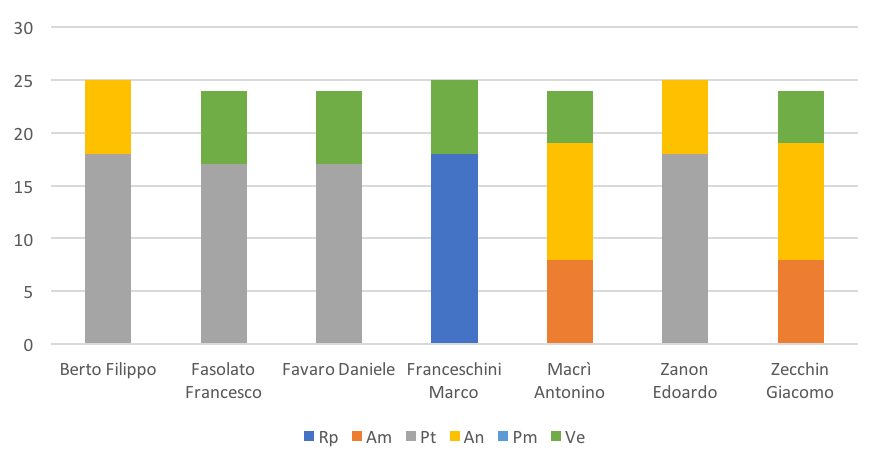 30
25
20
15
10
5
0
Berto Filippo Fasolato Favaro Daniele Franceschini Macrì Zanon Zecchin
Francesco Marco Antonino Edoardo Giacomo
Rp Am Pt An Pm Ve